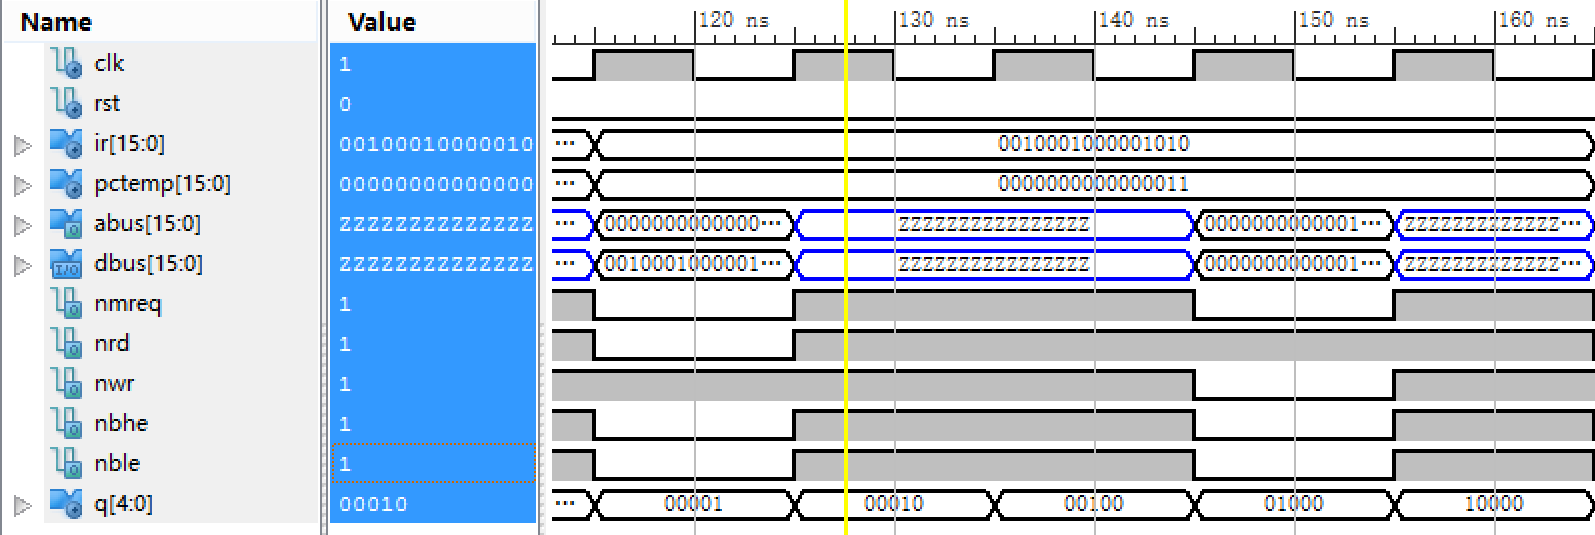 Name Value 120 ns 130 ns 140 ns 150 ns 160 ns
clk 1
rst 0
ir[15:0] 00100010000010 ··· 0010001000001010
pctemp[15:0] 00000000000000 ··· 0000000000000011
abus[15:0] ZZZZZZZZZZZZZZ ··· 0000000000000··· ZZZZZZZZZZZZZZZZ 0000000000001··· ZZZZZZZZZZZZZ···
I/O dbus[15:0] ZZZZZZZZZZZZZZ ··· 0010001000001··· ZZZZZZZZZZZZZZZZ 0000000000001··· ZZZZZZZZZZZZZ···
nmreq 1
nrd 1
nwr 1
nbhe 1
nble 1
q[4:0] 00010 ··· 00001 00010 00100 01000 10000